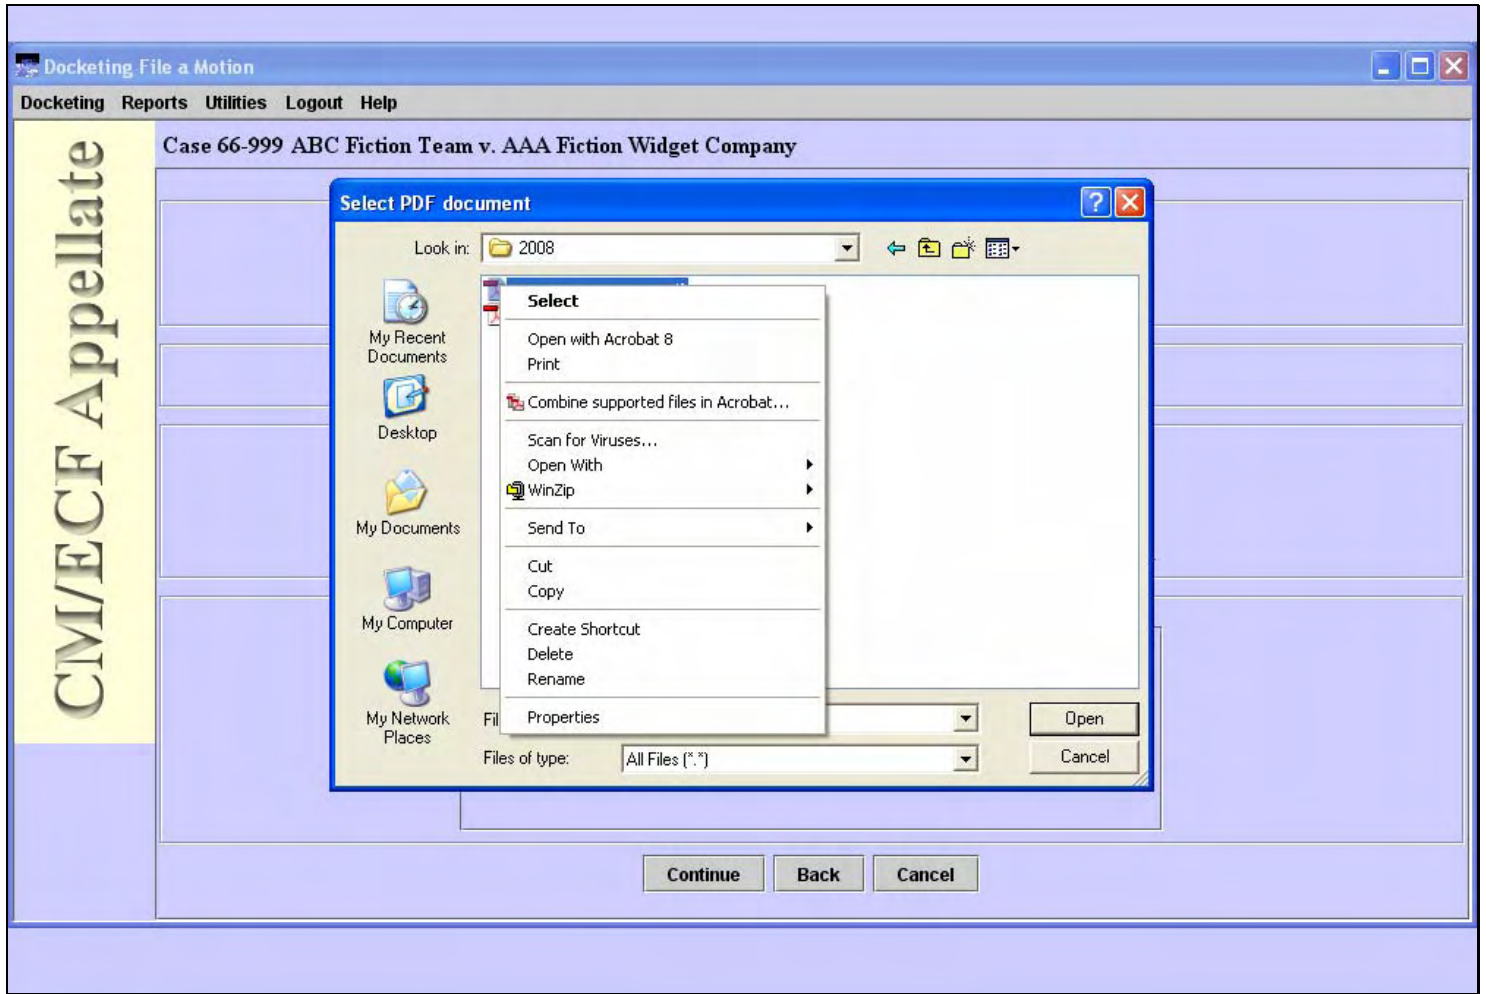 Docketing File a Motion
Docketing Reports Utilities Logout Help
CM/ECF Appellate
Case 66-999 ABC Fiction Team v. AAA Fiction Widget Company
Select PDF document
Look in: 2008
My Recent
Documents
Desktop
My Documents
My Computer
My Network
Places
Select
Open with Acrobat 8
Print
Combine supported files in Acrobat...
Scan for Viruses...
Open With
WinZip
Send To
Cut
Copy
Create Shortcut
Delete
Rename
Properties
Open
Files of type: All Files (*.*)
Cancel
Continue Back Cancel